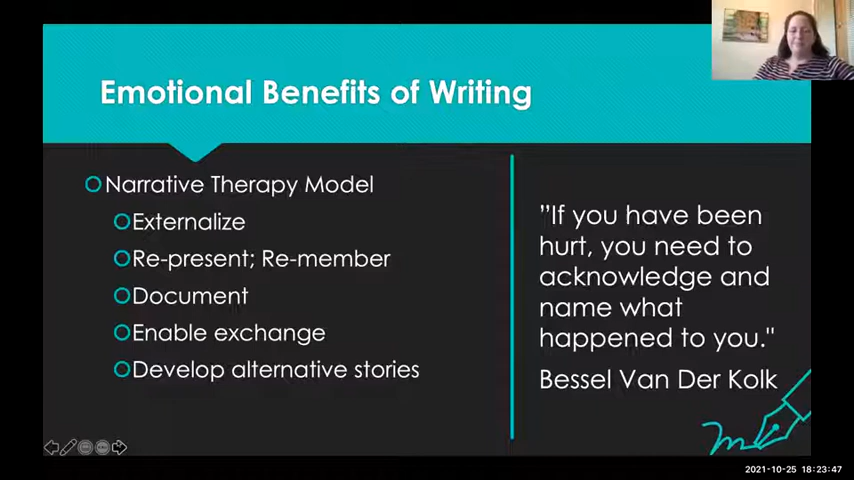 Emotional Benefits of Writing
Narrative Therapy Model
Externalize
Re-present; Re-member
Document
Enable exchange
Develop alternative stories
"If you have been
hurt, you need to
acknowledge and
name what
happened to you."
Bessel Van Der Kolk
2021-10-25 18:23:47